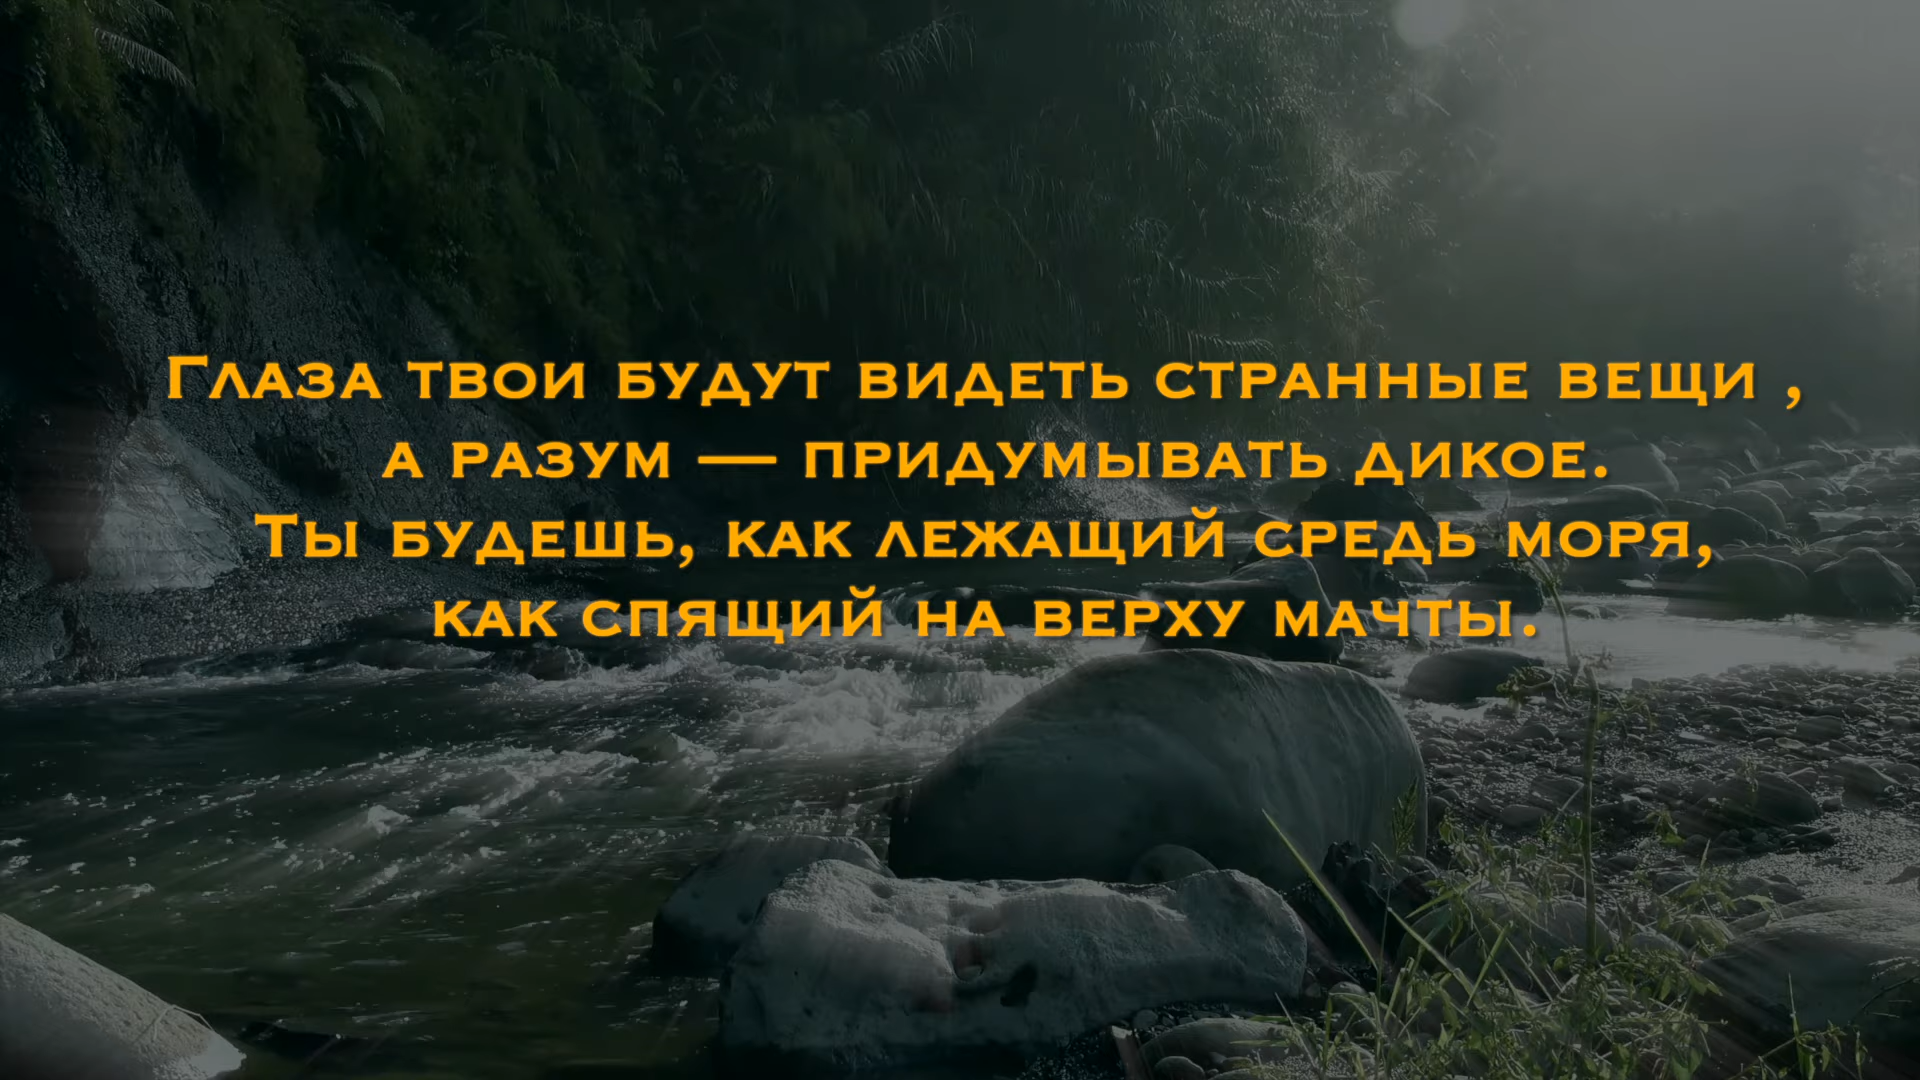 Глаза твои будут видеть странные вещи ,
а разум — придумывать дикое.
Ты будешь, как лежащий средь моря,
как спящий на верху мачты.